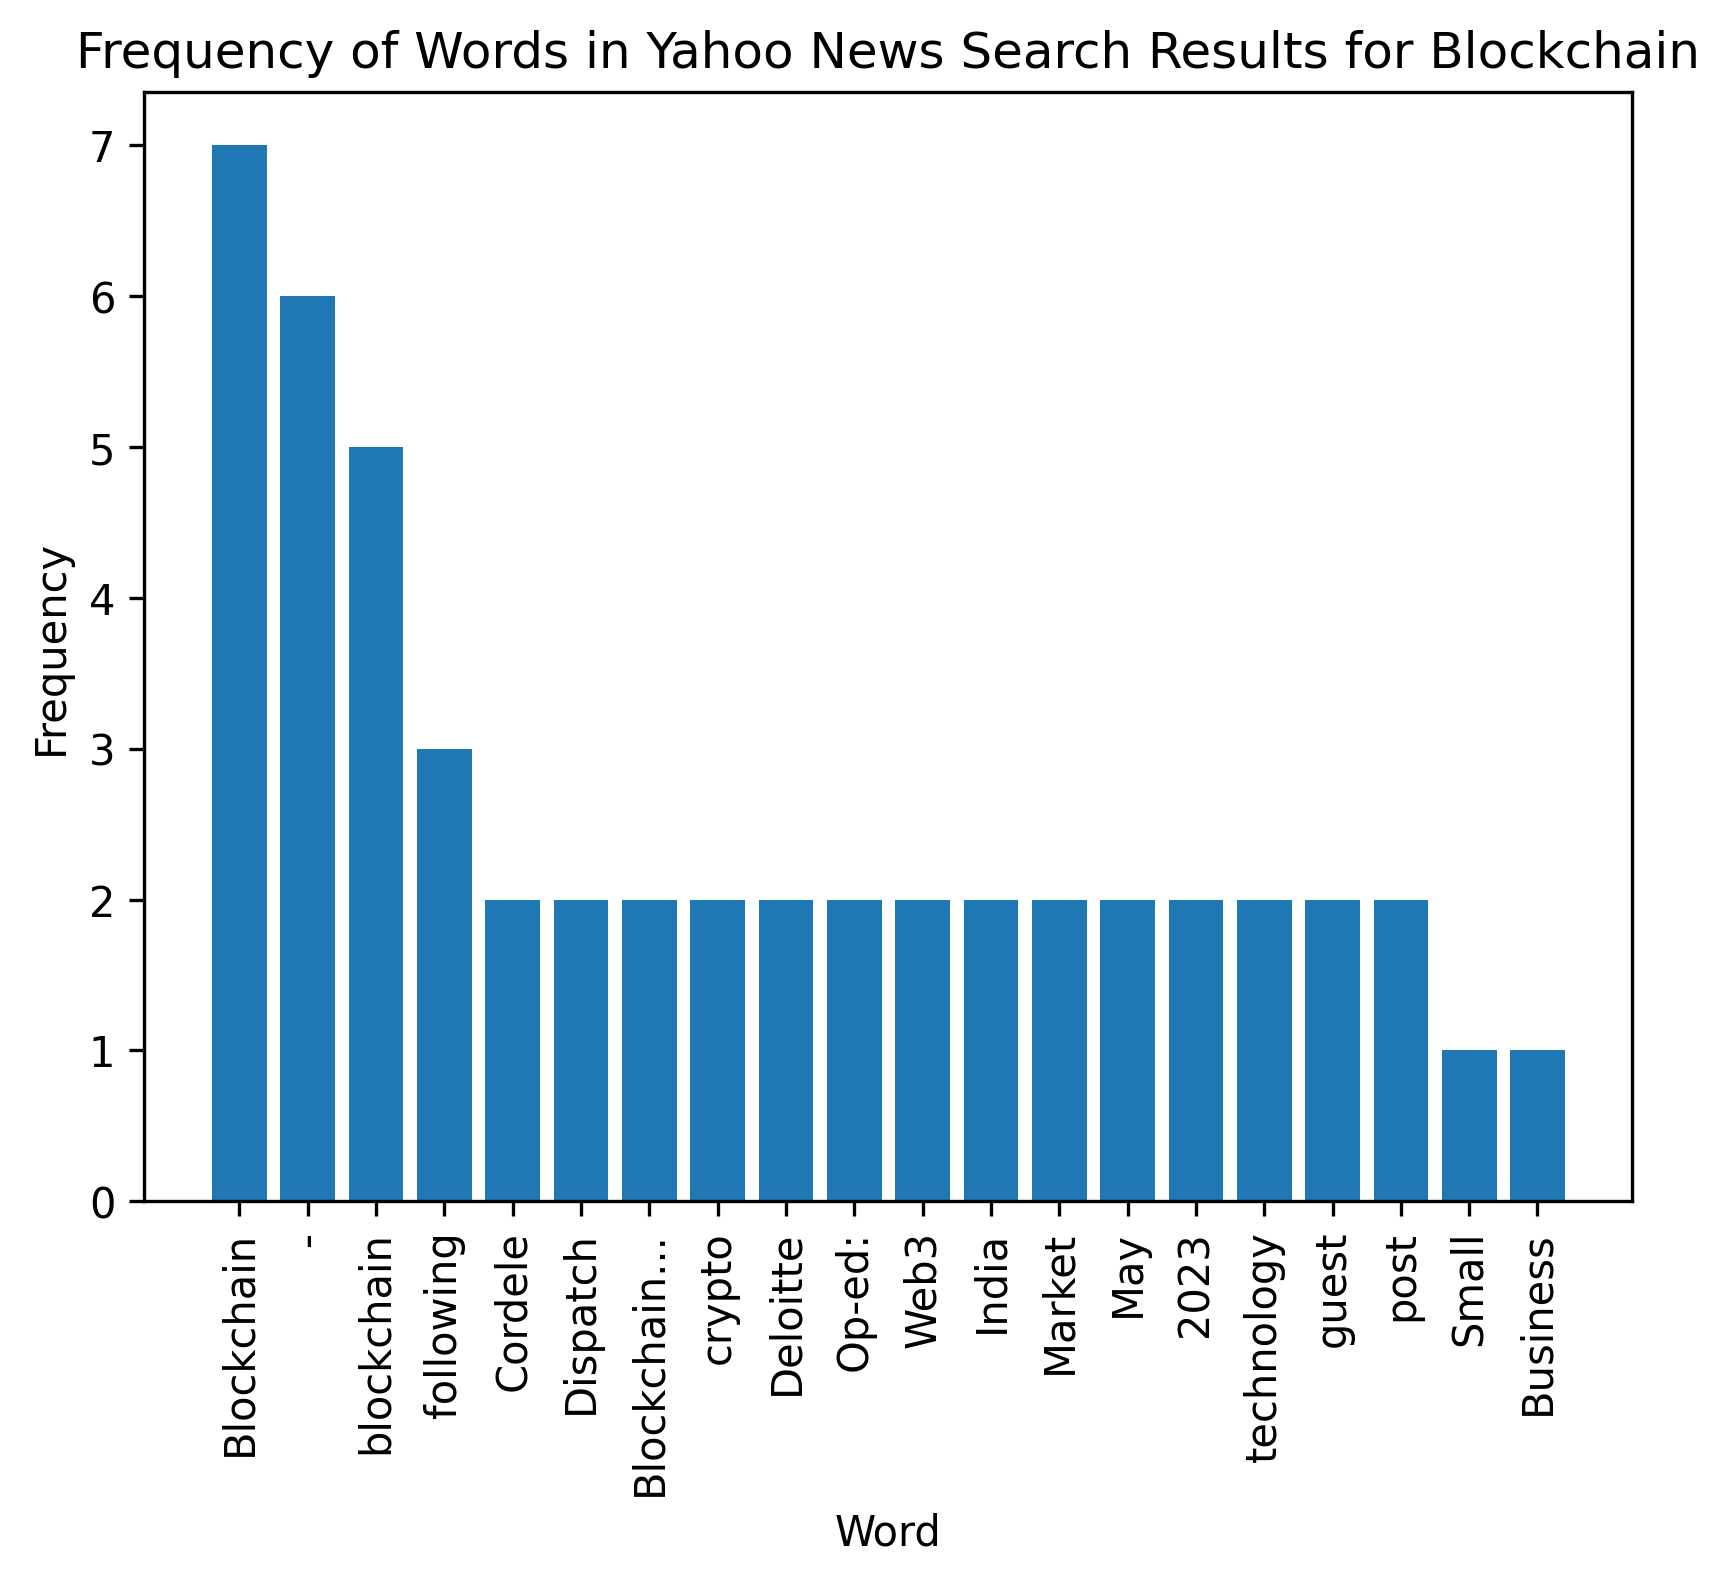 Frequency of Words in Yahoo News Search Results for Blockchain
Frequency
7
6
5
4
3
2
1
0
Blockchain
-
blockchain
following
Cordele
Dispatch
Blockchain...
crypto
Deloitte
Op-ed:
Web3
India
Market
May
2023
technology
guest
post
Small
Business
Word